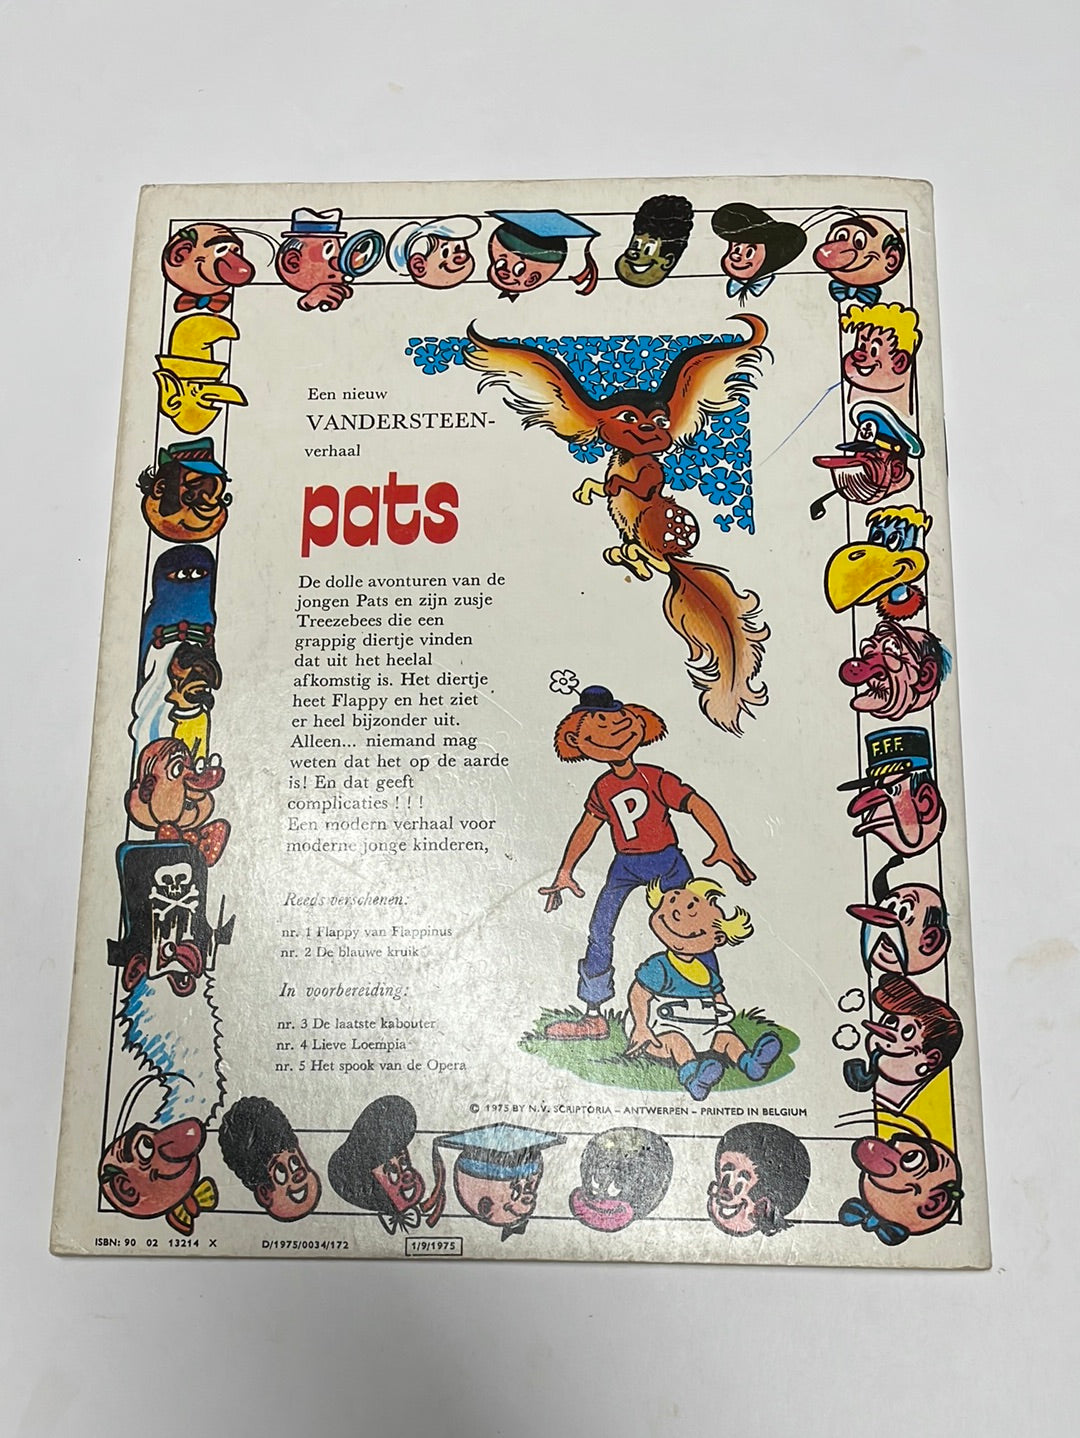 Een nieuw
VANDERSTEEN-
verhaal
pats
De dolle avonturen van de
jongen Pats en zijn zusje
Treezebees die een
grappig diertje vinden
dat uit het heelal
afkomstig is. Het diertje
heet Flappy en het ziet
er heel bijzonder uit.
Alleen... niemand mag
weten dat het op de aarde
is! En dat geeft
complicaties ! ! !
Een modern verhaal voor
moderne jonge kinderen,
Reeds verschenen:
nr. 1 Flappy van Flappinus
nr. 2 De blauwe kruik
In voorbereiding:
nr. 3 De laatste kabouter
nr. 4 Lieve Loempia
nr. 5 Het spook van de Opera
P
F.F.F.
© 1975 BY N.V. SCRIPTORIA – ANTWERPEN – PRINTED IN BELGIUM
ISBN: 90 02 13214 X D/1975/0034/172 1/9/1975